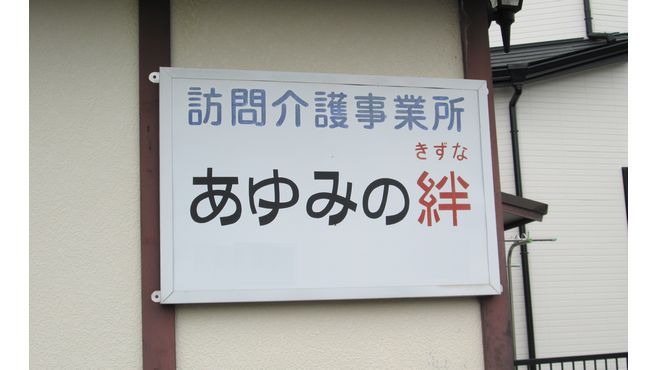 訪問介護事業所
きずな
あゆみの絆